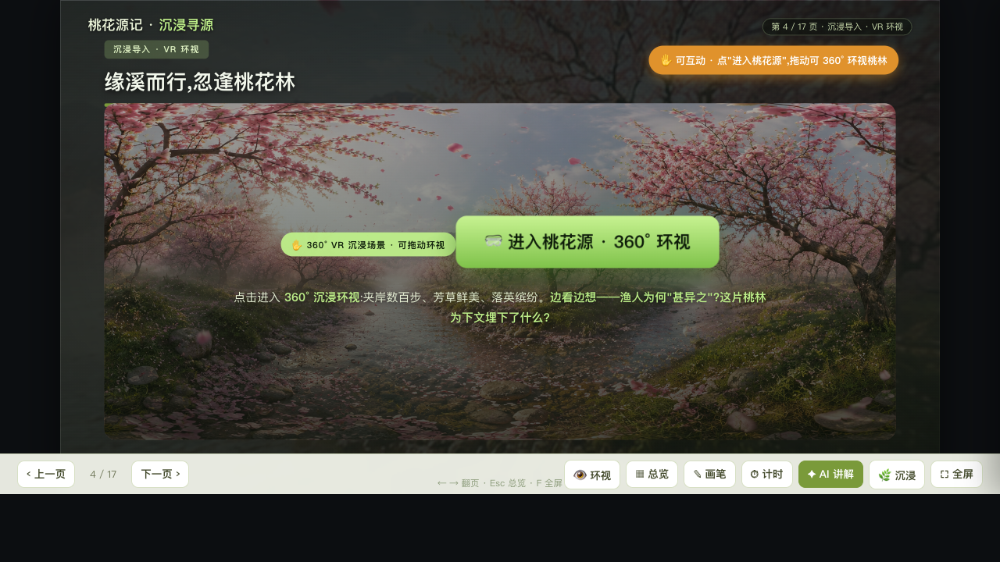 桃花源记 · 沉浸寻源
第 4 / 17 页 · 沉浸导入 · VR 环视
沉浸导入 · VR 环视
可互动 · 点"进入桃花源",拖动可 360° 环视桃林
缘溪而行,忽逢桃花林
360° VR 沉浸场景 · 可拖动环视
进入桃花源 · 360° 环视
点击进入 360° 沉浸环视:夹岸数百步、芳草鲜美、落英缤纷。边看边想——渔人为何"甚异之"?这片桃林
为下文埋下了什么?
‹ 上一页
4 / 17
下一页 ›
←→ 翻页 · Esc 总览 · F 全屏
环视
总览
画笔
计时
AI 讲解
沉浸
全屏